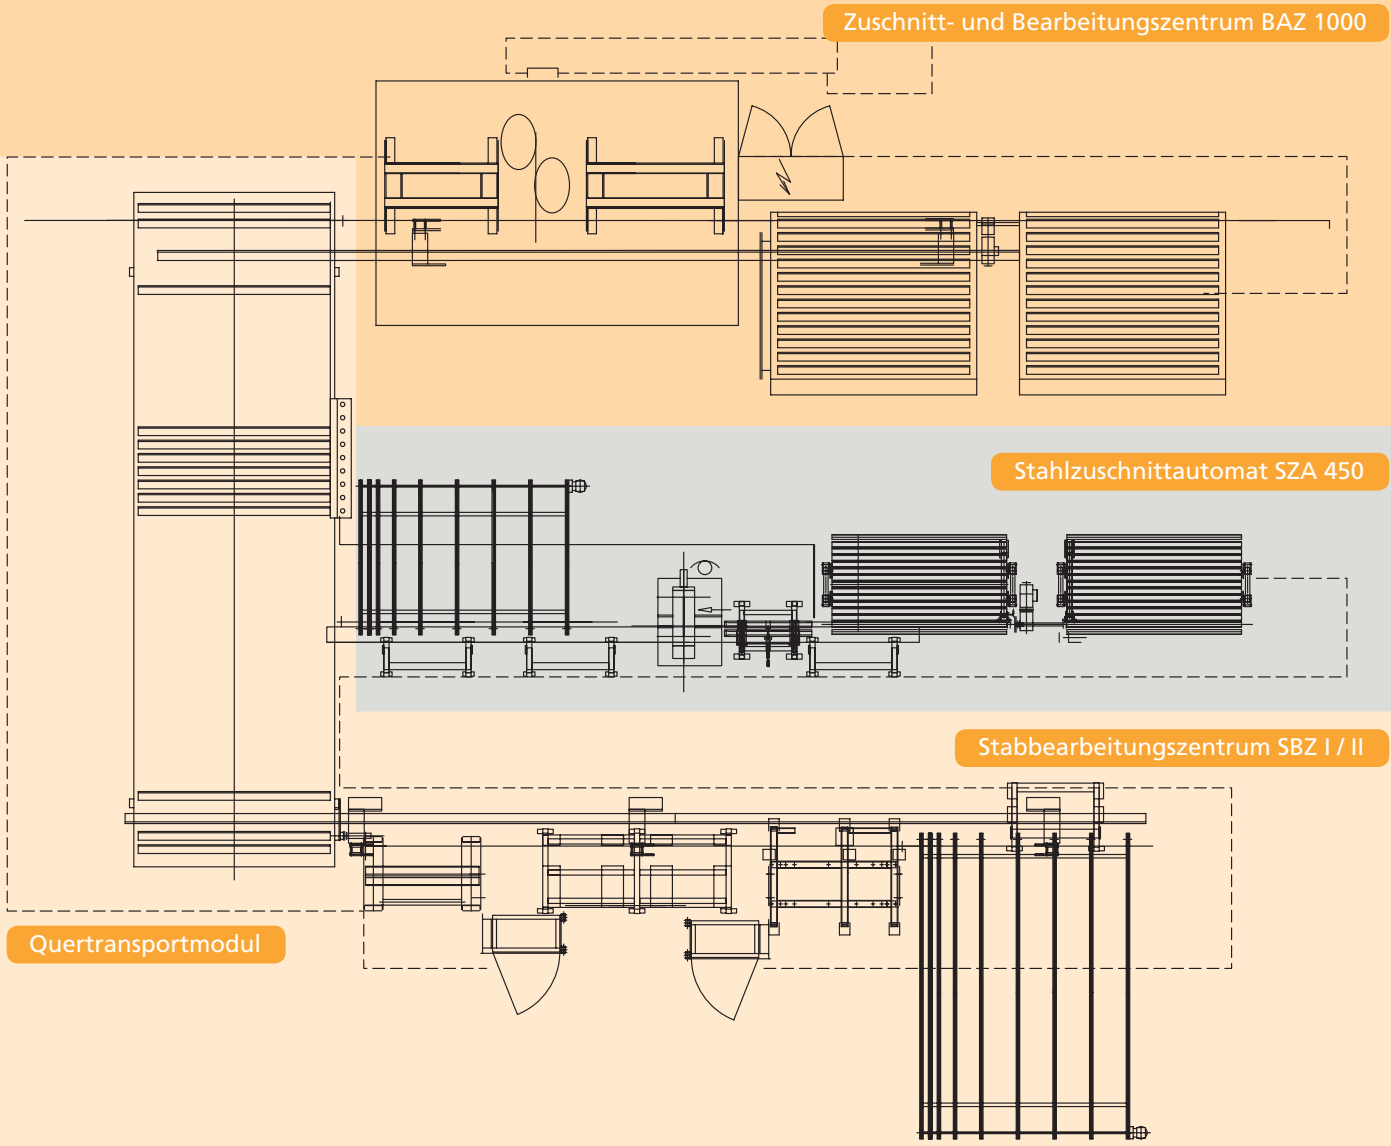 Zuschnitt- und Bearbeitungszentrum BAZ 1000
Stahlzuschnittautomat SZA 450
Stabbearbeitungszentrum SBZ I / II
Quertransportmodul